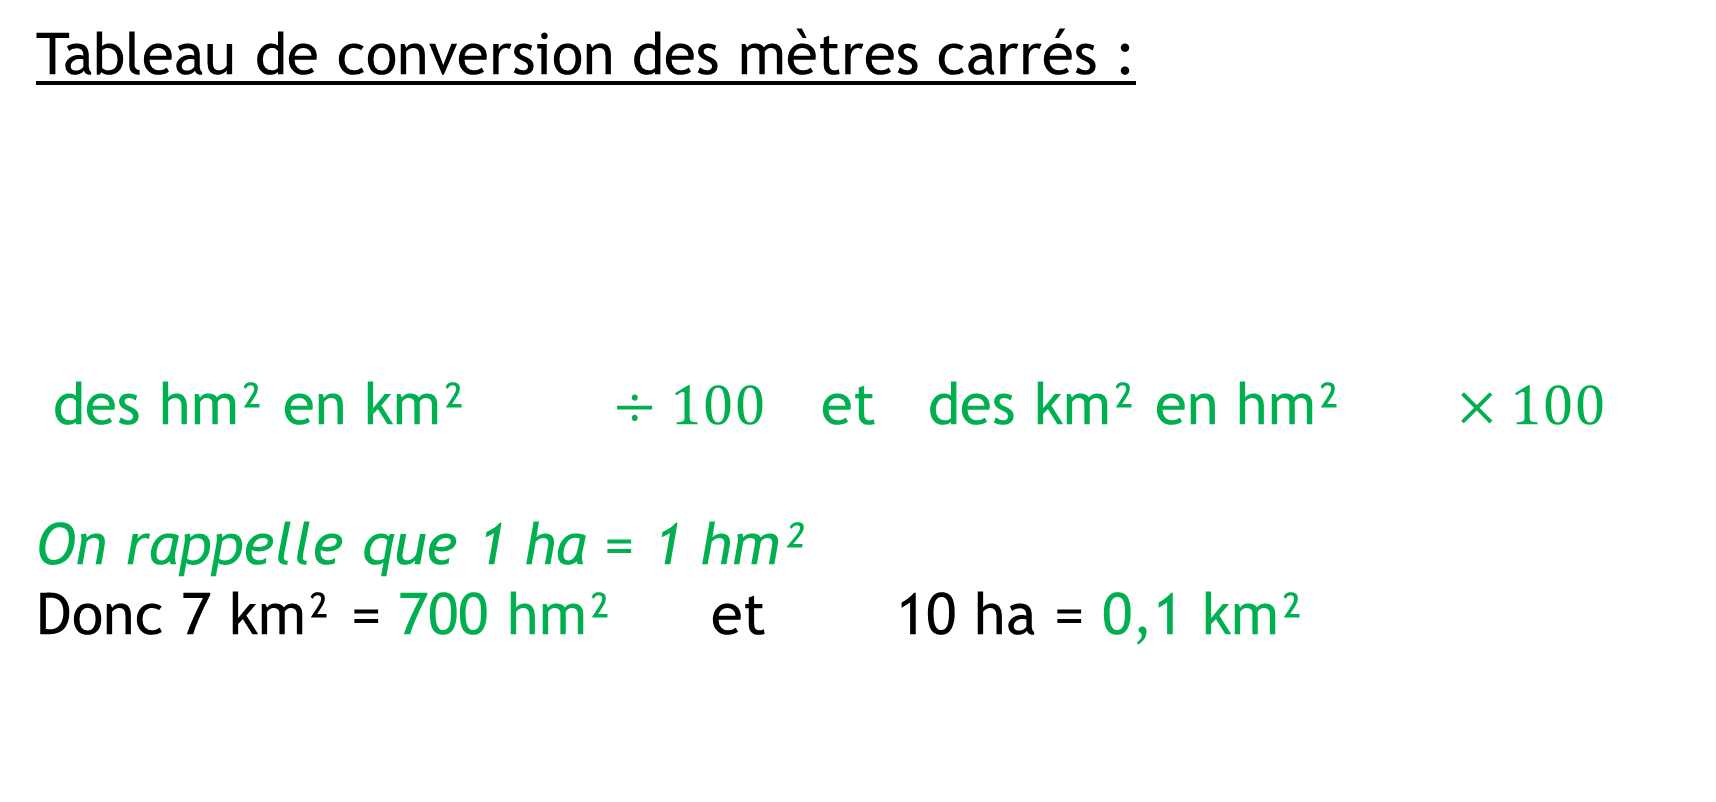 Tableau de conversion des mètres carrés :
des hm² en km² ÷ 100 et des km² en hm² × 100
On rappelle que 1 ha = 1 hm²
Donc 7 km² = 700 hm² et 10 ha = 0,1 km²